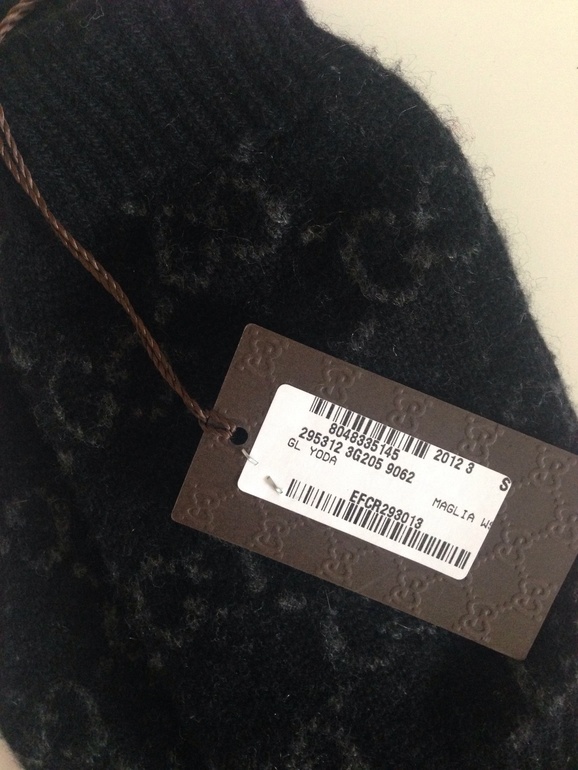 8048335145 2012 3 S
295312 3G205 9062
GL YODA
MAGLIA
EFCR293013